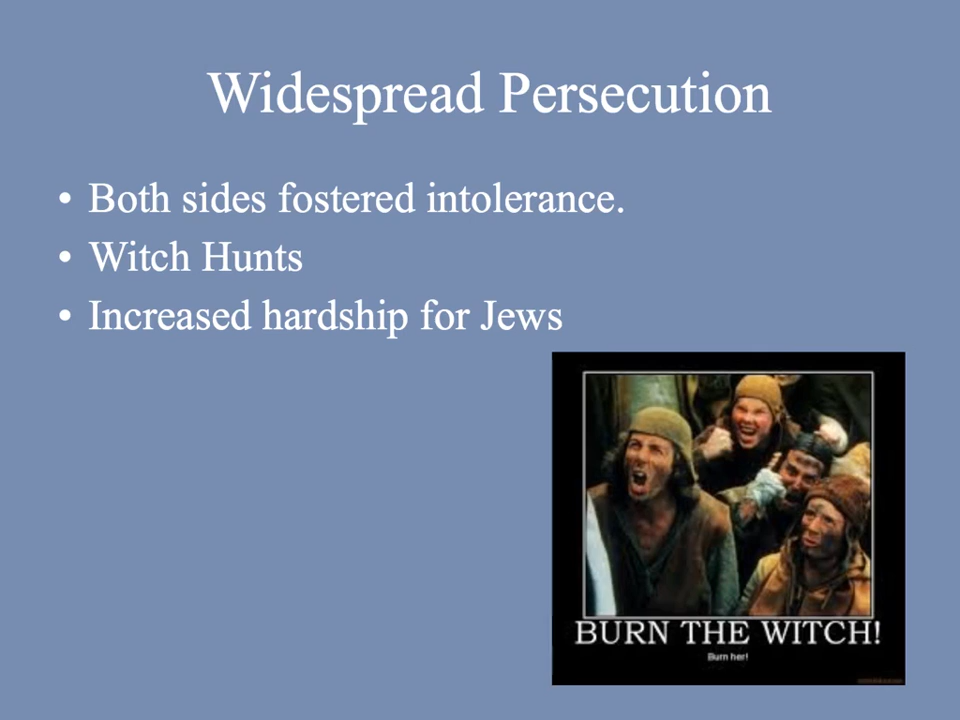 Widespread Persecution
• Both sides fostered intolerance.
• Witch Hunts
• Increased hardship for Jews
BURN THE WITCH!
Burn her!